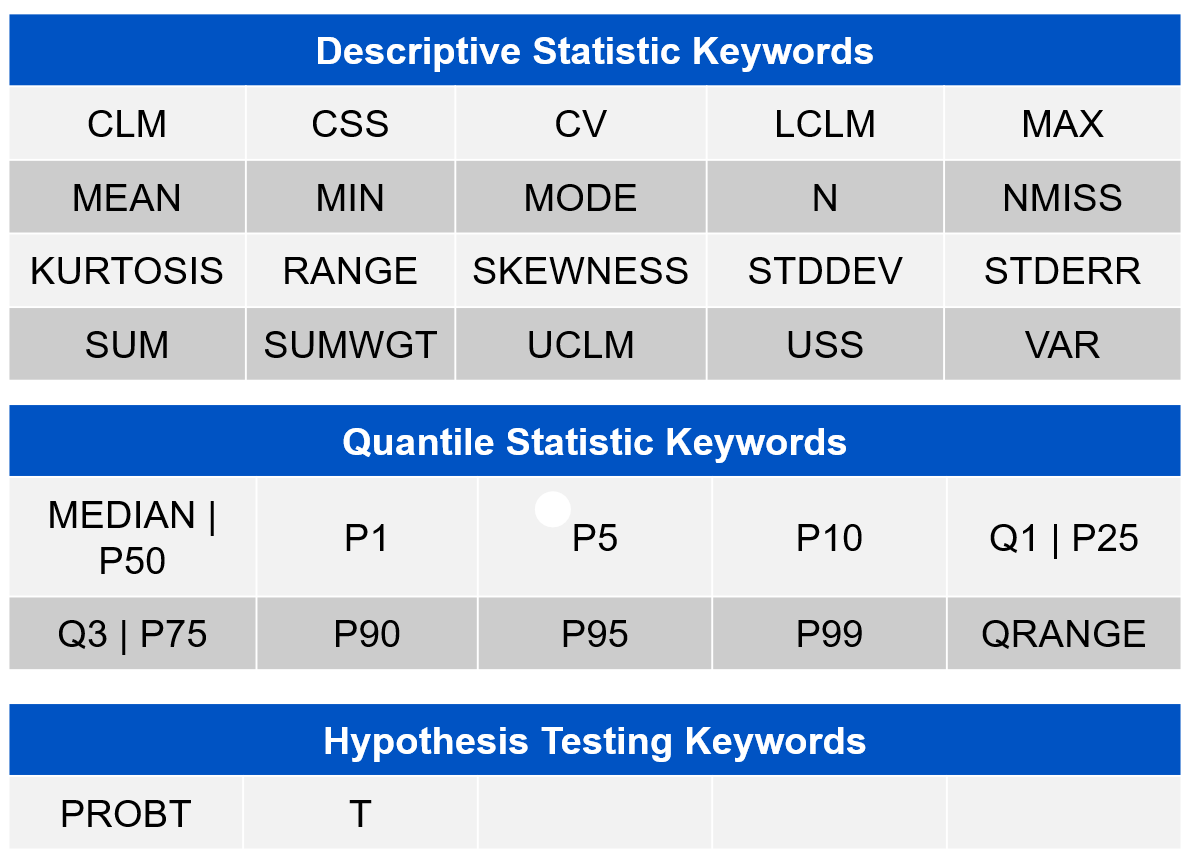 Descriptive Statistic Keywords
CLM CSS CV LCLM MAX
MEAN MIN MODE N NMISS
KURTOSIS RANGE SKEWNESS STDDEV STDERR
SUM SUMWGT UCLM USS VAR
Quantile Statistic Keywords
MEDIAN |
P50 P1 P5 P10 Q1 | P25
Q3 | P75 P90 P95 P99 QRANGE
Hypothesis Testing Keywords
PROBT T